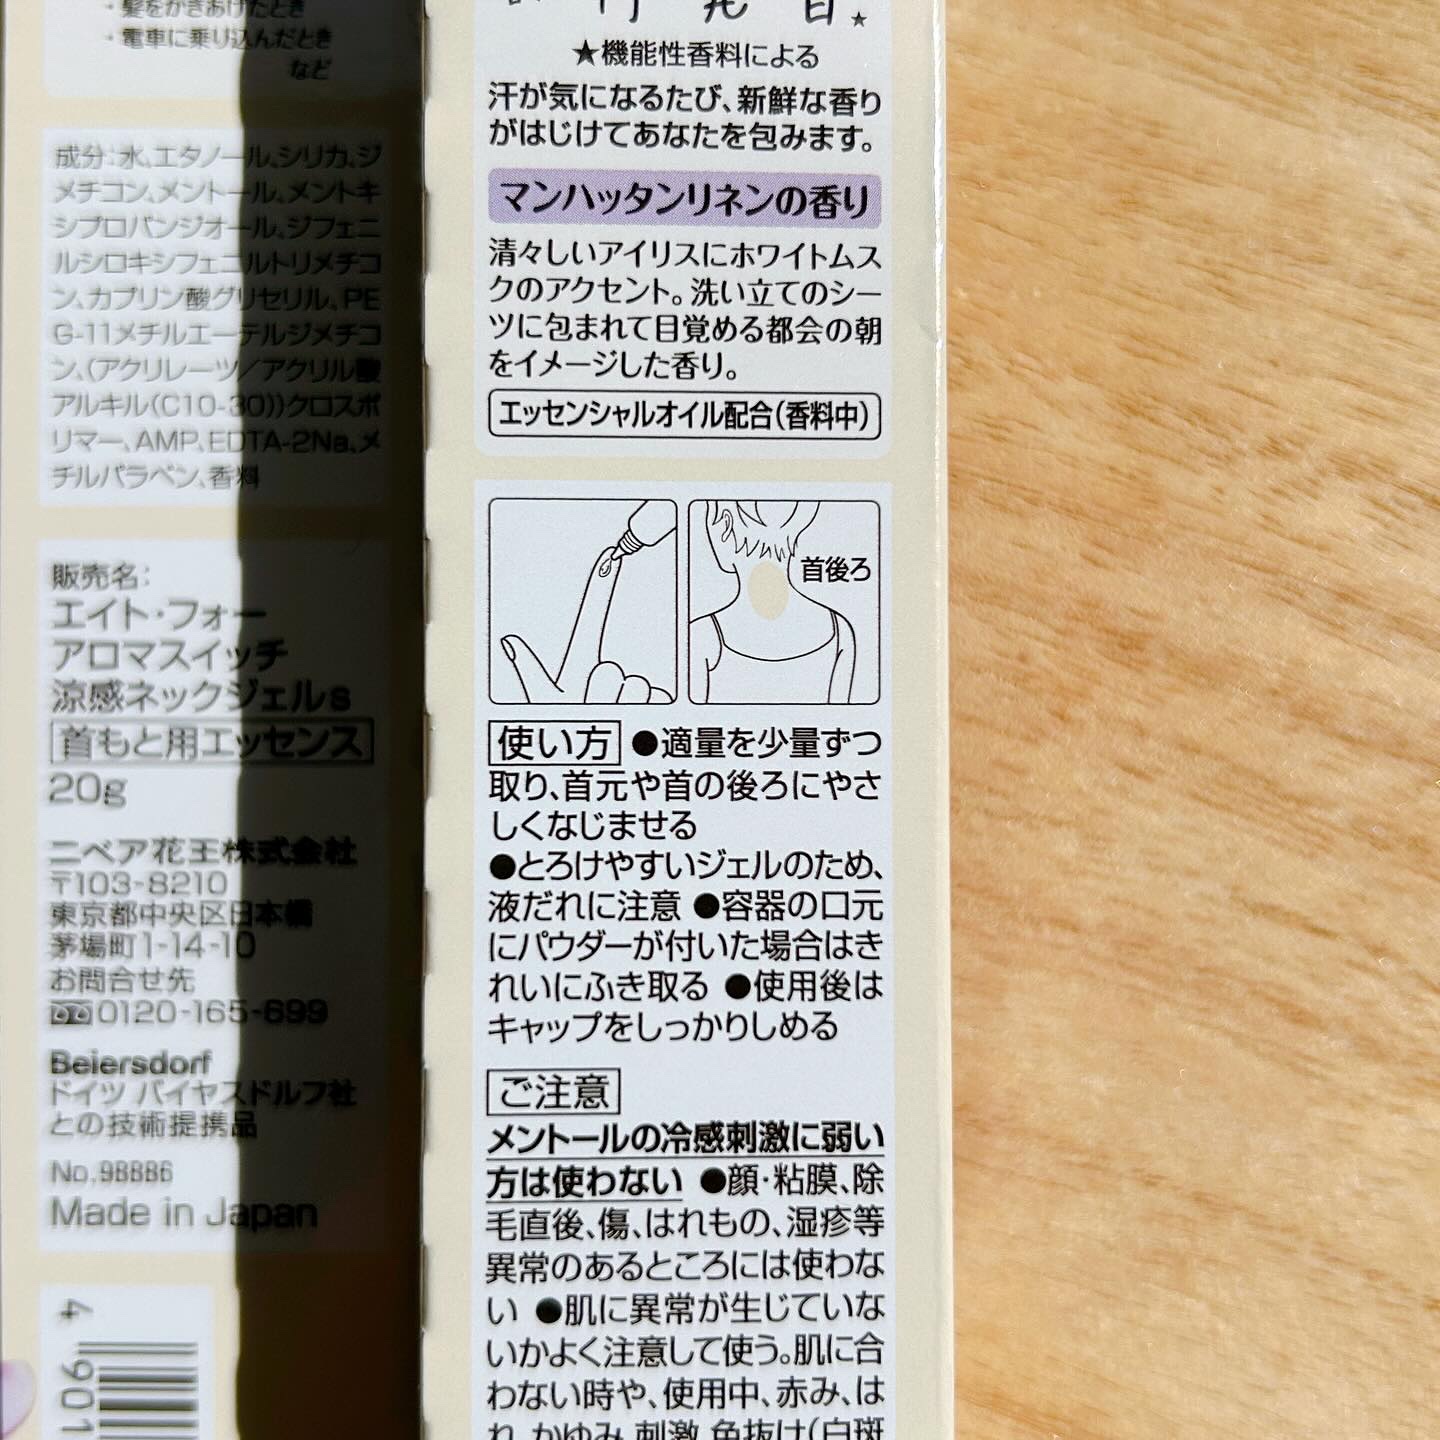 ・髪をかきあげたとき
・電車に乗り込んだとき
など
成分:水、エタノール、シリカ、ジ
メチコン、メントール、メントキ
シプロパンジオール、ジフェニ
ルシロキシフェニルトリメチコ
ン、カプリン酸グリセリル、PE
G-11メチルエーテルジメチコ
ン、(アクリレーツ/アクリル酸
アルキル(C10-30))クロスポ
リマー、AMP、EDTA-2Na、メ
チルパラベン、香料
販売名:
エイト・フォー
アロマスイッチ
涼感ネックジェルs
首もと用エッセンス
20g
ニベア花王株式会社
〒103-8210
東京都中央区日本橋
茅場町1-14-10
お問合せ先
0120-165-699
Beiersdorf
ドイツ バイヤスドルフ社
との技術提携品
No.98886
Made in Japan
4 901
★機能性香料による
汗が気になるたび、新鮮な香り
がはじけてあなたを包みます。
マンハッタンリネンの香り
清々しいアイリスにホワイトムス
クのアクセント。洗い立てのシー
ツに包まれて目覚める都会の朝
をイメージした香り。
エッセンシャルオイル配合(香料中)
首後ろ
使い方 ●適量を少量ずつ
取り、首元や首の後ろにやさ
しくなじませる
●とろけやすいジェルのため、
液だれに注意 ●容器の口元
にパウダーが付いた場合はき
れいにふき取る ●使用後は
キャップをしっかりしめる
ご注意
メントールの冷感刺激に弱い
方は使わない ●顔・粘膜、除
毛直後、傷、はれもの、湿疹等
異常のあるところには使わな
い ●肌に異常が生じていな
いかよく注意して使う。肌に合
わない時や、使用中、赤み、は
れ、かゆみ、刺激、色抜け(白斑